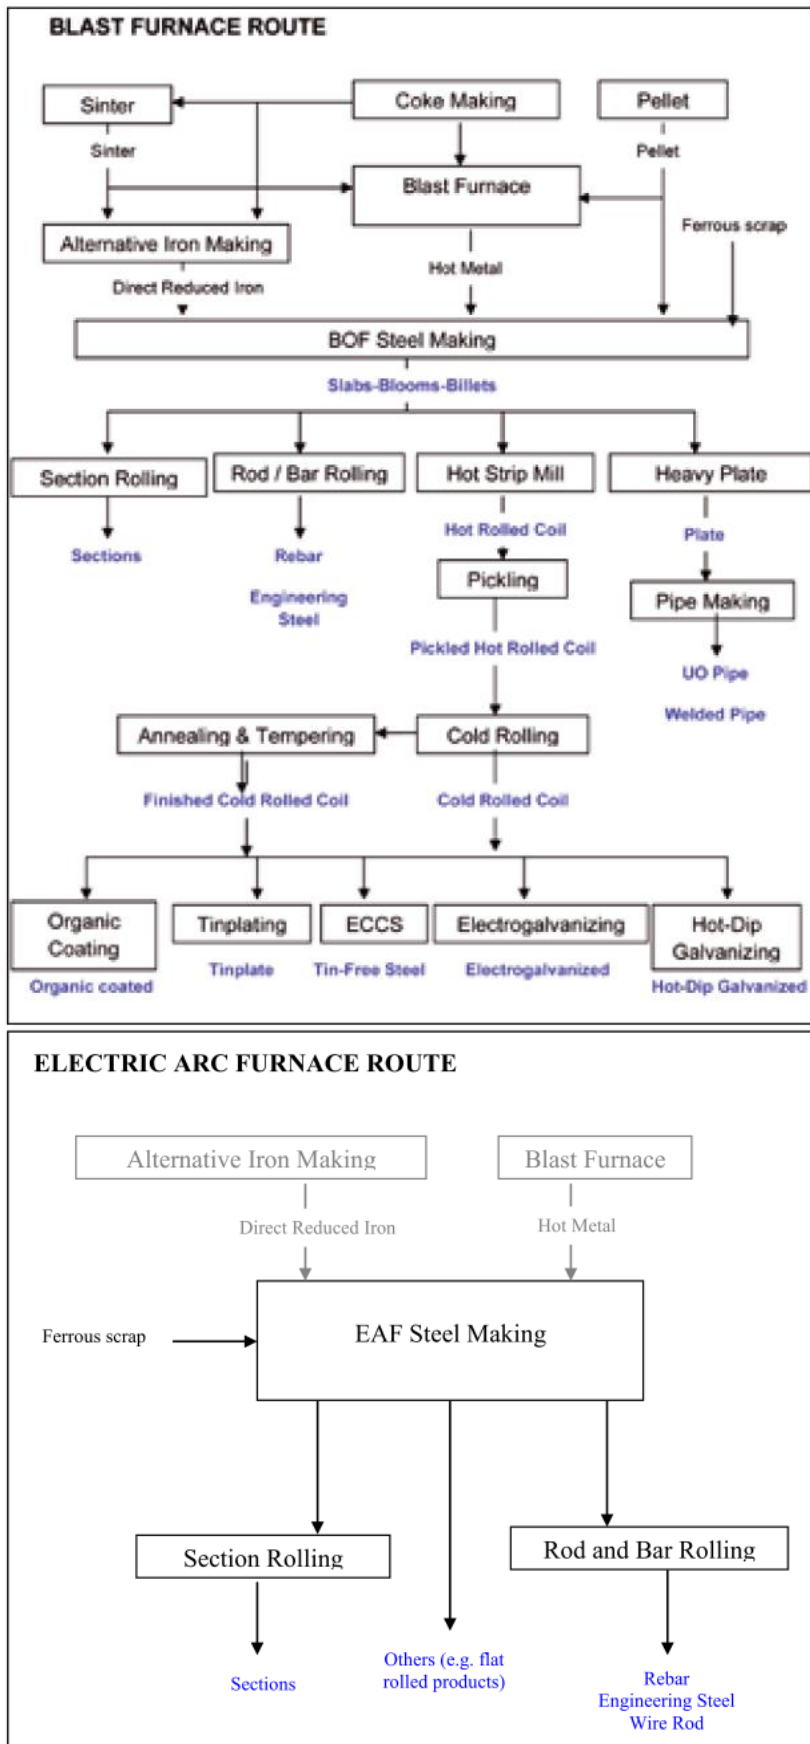 BLAST FURNACE ROUTE
Sinter
Coke Making
Pellet
Sinter
Pellet
Blast Furnace
Ferrous scrap
Alternative Iron Making
Hot Metal
Direct Reduced Iron
BOF Steel Making
Slabs-Blooms-Billets
Section Rolling
Rod / Bar Rolling
Hot Strip Mill
Heavy Plate
Sections
Rebar
Hot Rolled Coil
Plate
Engineering
Steel
Pickling
Pipe Making
Pickled Hot Rolled Coil
UO Pipe
Welded Pipe
Annealing & Tempering
Cold Rolling
Finished Cold Rolled Coil
Cold Rolled Coil
Organic
Coating
Tinplating
ECCS
Electrogalvanizing
Hot-Dip
Galvanizing
Organic coated
Tinplate
Tin-Free Steel
Electrogalvanized
Hot-Dip Galvanized
ELECTRIC ARC FURNACE ROUTE
Alternative Iron Making
Blast Furnace
Direct Reduced Iron
Hot Metal
Ferrous scrap
EAF Steel Making
Section Rolling
Rod and Bar Rolling
Sections
Others (e.g. flat
rolled products)
Rebar
Engineering Steel
Wire Rod